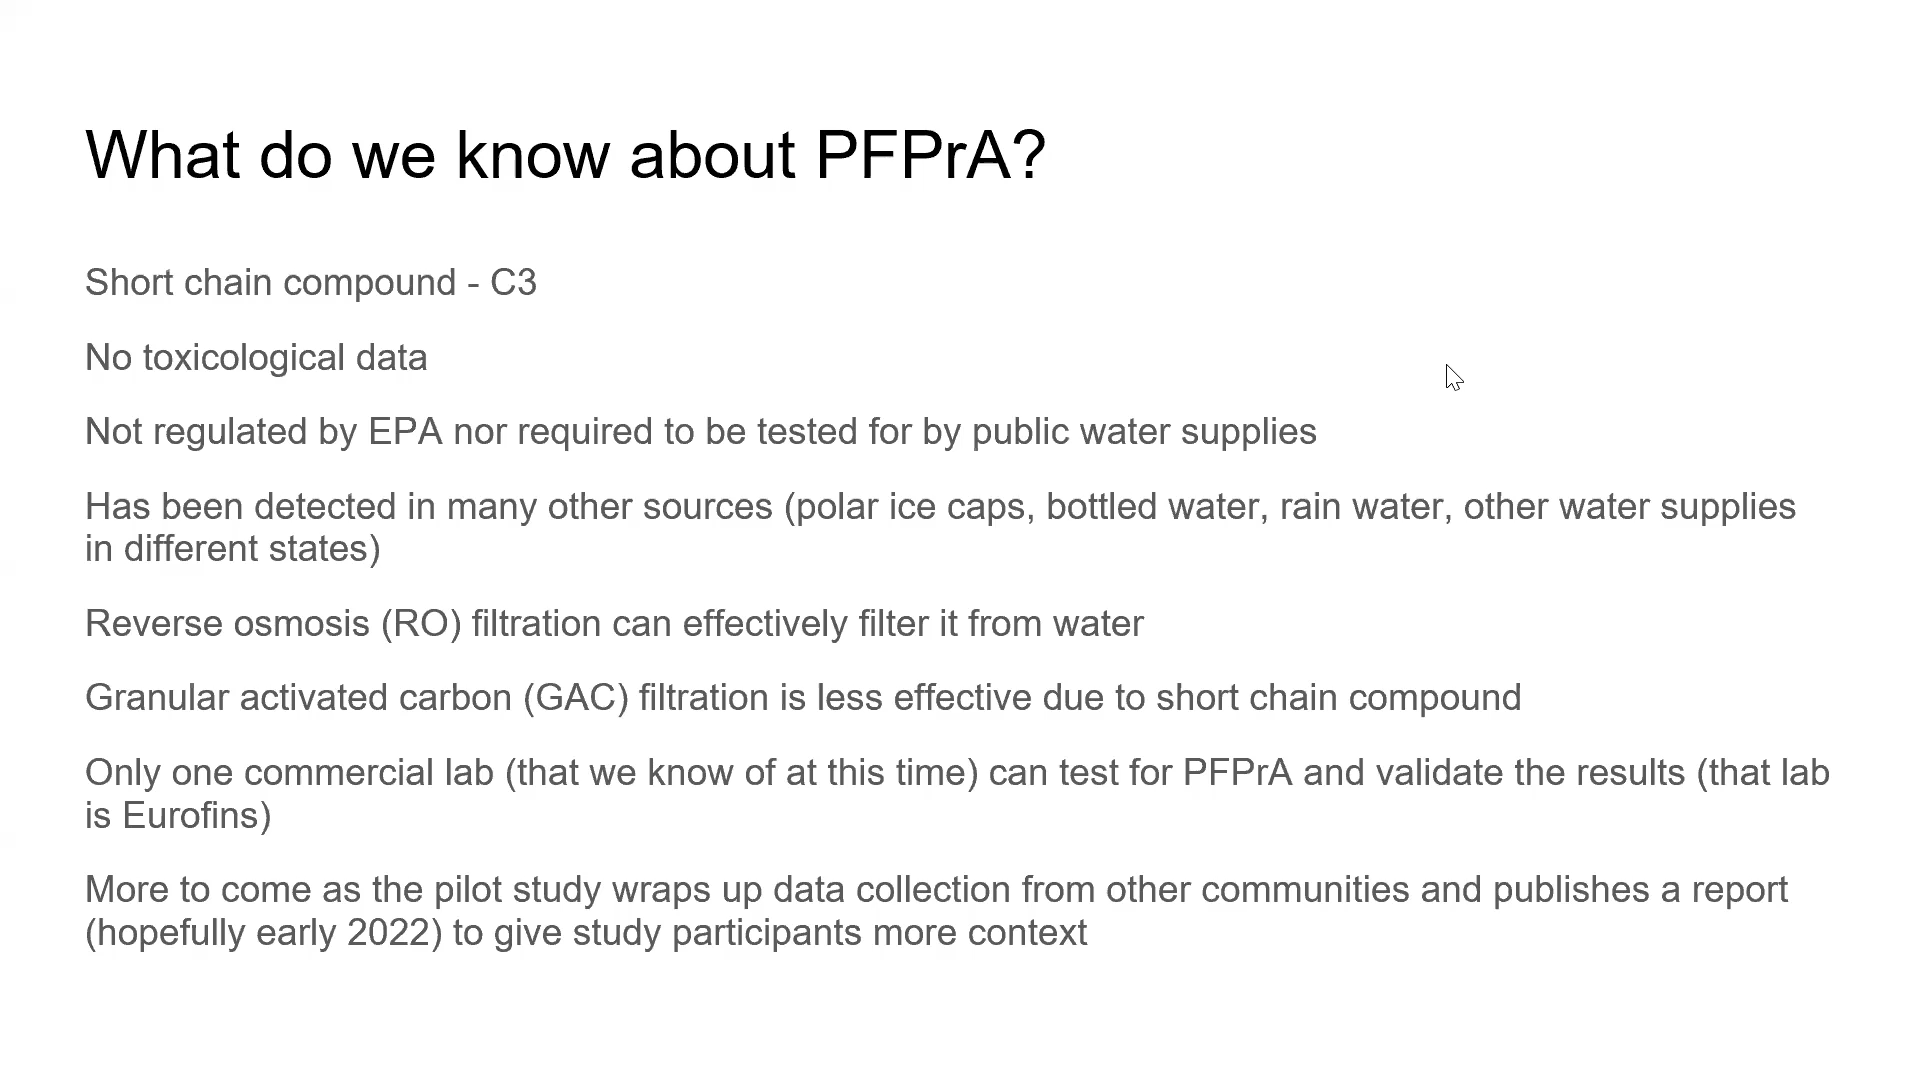 What do we know about PFPrA?
Short chain compound - C3
No toxicological data
Not regulated by EPA nor required to be tested for by public water supplies
Has been detected in many other sources (polar ice caps, bottled water, rain water, other water supplies
in different states)
Reverse osmosis (RO) filtration can effectively filter it from water
Granular activated carbon (GAC) filtration is less effective due to short chain compound
Only one commercial lab (that we know of at this time) can test for PFPrA and validate the results (that lab
is Eurofins)
More to come as the pilot study wraps up data collection from other communities and publishes a report
(hopefully early 2022) to give study participants more context